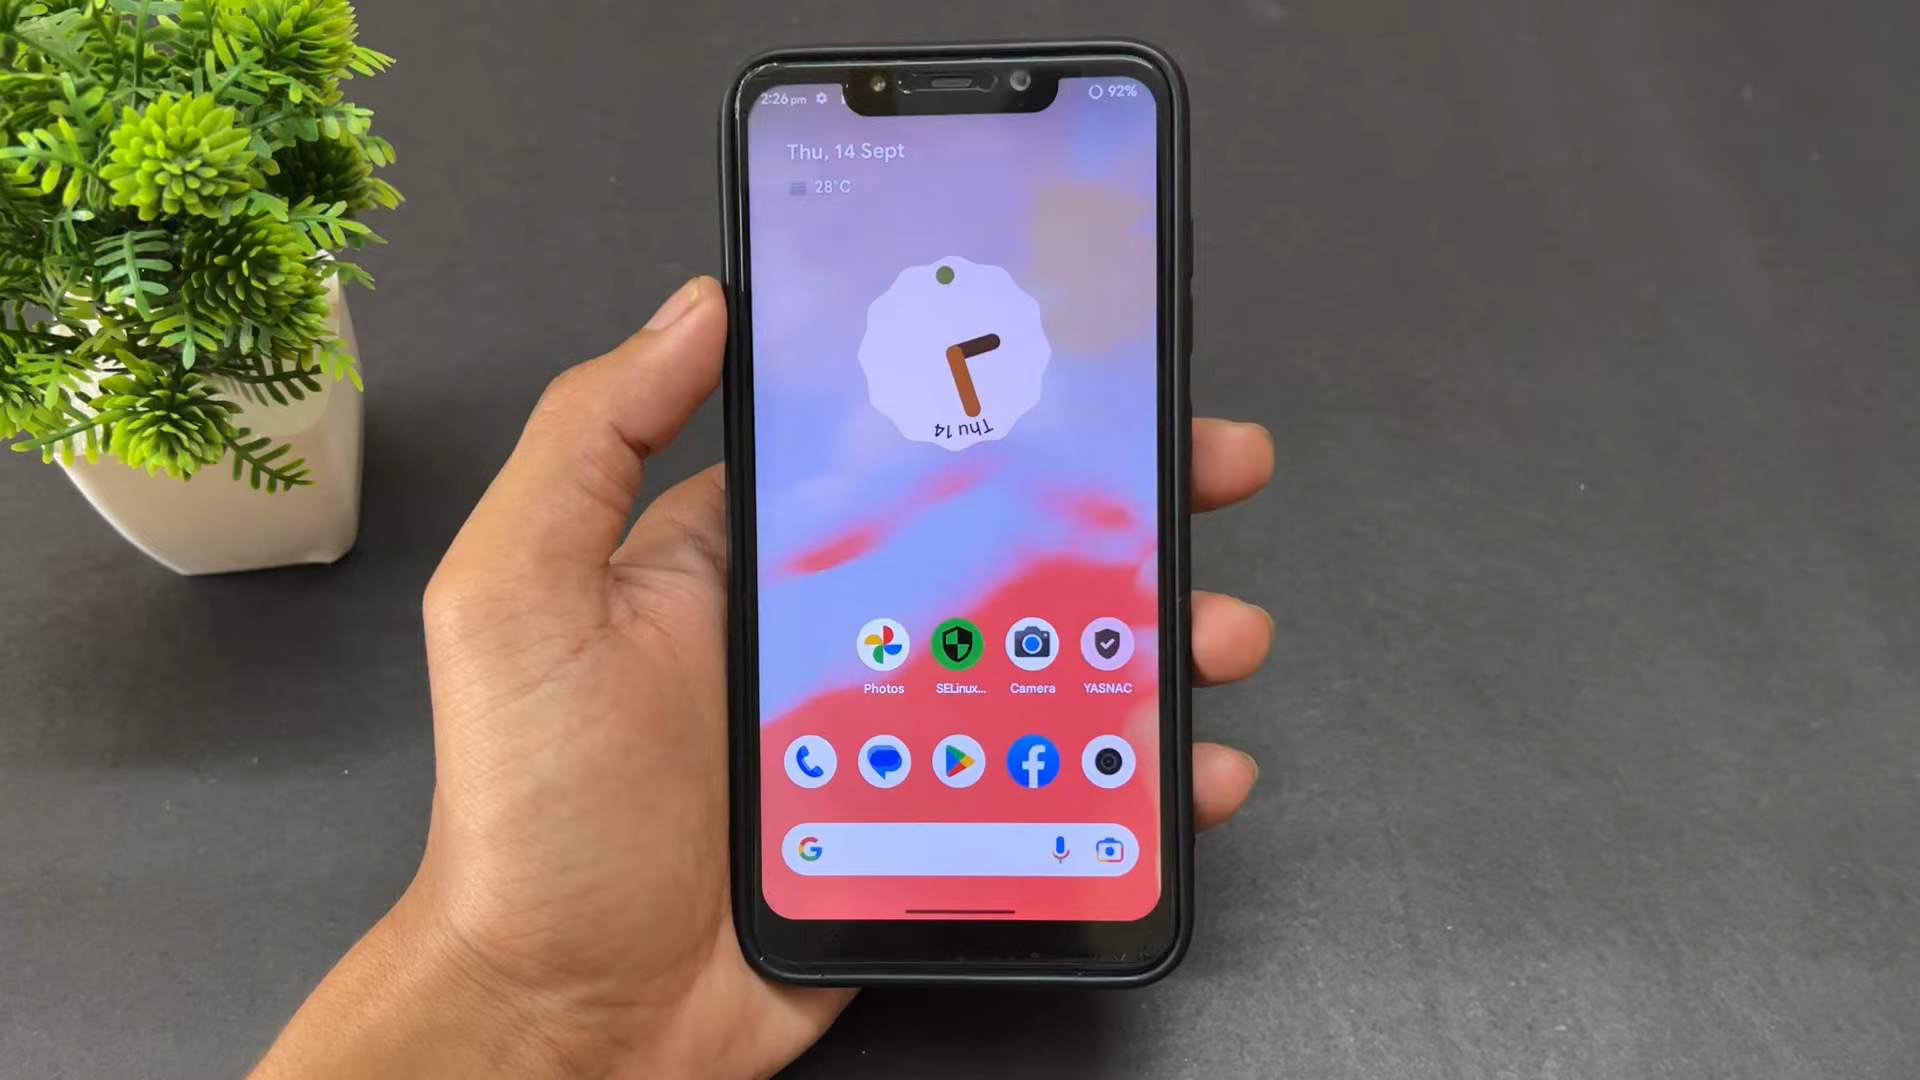 2:26 pm 92%
Thu, 14 Sept
28°C
Thu 14
Photos SELinux... Camera YASNAC